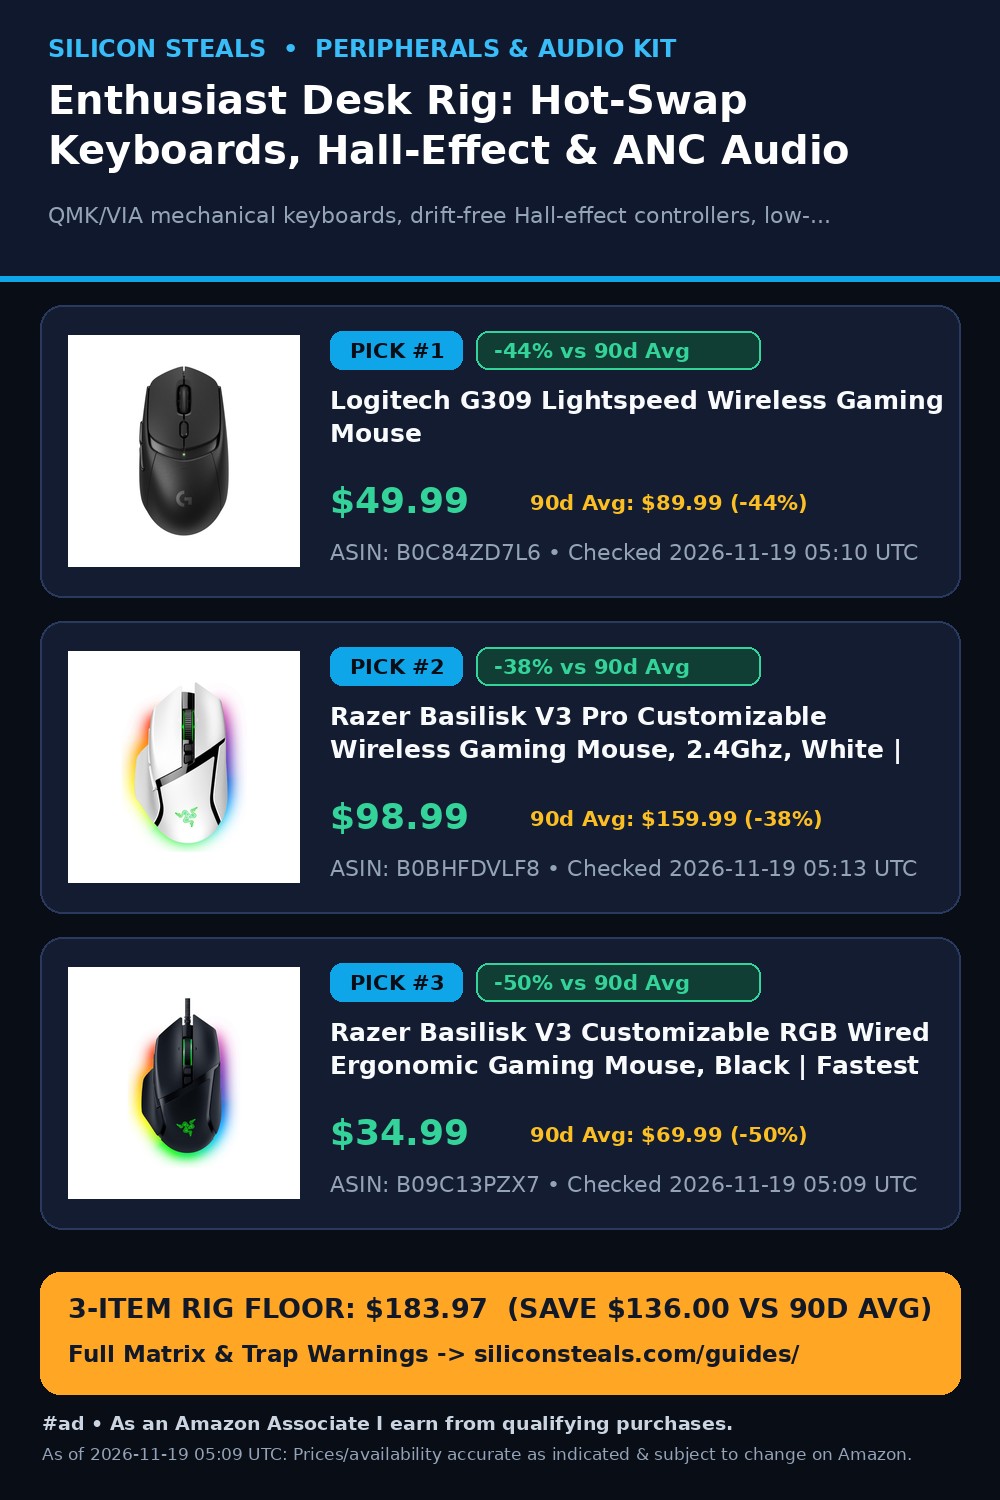 SILICON STEALS • PERIPHERALS & AUDIO KIT
Enthusiast Desk Rig: Hot-Swap
Keyboards, Hall-Effect & ANC Audio
QMK/VIA mechanical keyboards, drift-free Hall-effect controllers, low-...
PICK #1
-44% vs 90d Avg
Logitech G309 Lightspeed Wireless Gaming
Mouse
$49.99
90d Avg: $89.99 (-44%)
ASIN: B0C84ZD7L6 • Checked 2026-11-19 05:10 UTC
PICK #2
-38% vs 90d Avg
Razer Basilisk V3 Pro Customizable
Wireless Gaming Mouse, 2.4Ghz, White |
$98.99
90d Avg: $159.99 (-38%)
ASIN: B0BHFDVLF8 • Checked 2026-11-19 05:13 UTC
PICK #3
-50% vs 90d Avg
Razer Basilisk V3 Customizable RGB Wired
Ergonomic Gaming Mouse, Black | Fastest
$34.99
90d Avg: $69.99 (-50%)
ASIN: B09C13PZX7 • Checked 2026-11-19 05:09 UTC
3-ITEM RIG FLOOR: $183.97 (SAVE $136.00 VS 90D AVG)
Full Matrix & Trap Warnings -> siliconsteals.com/guides/
#ad • As an Amazon Associate I earn from qualifying purchases.
As of 2026-11-19 05:09 UTC: Prices/availability accurate as indicated & subject to change on Amazon.